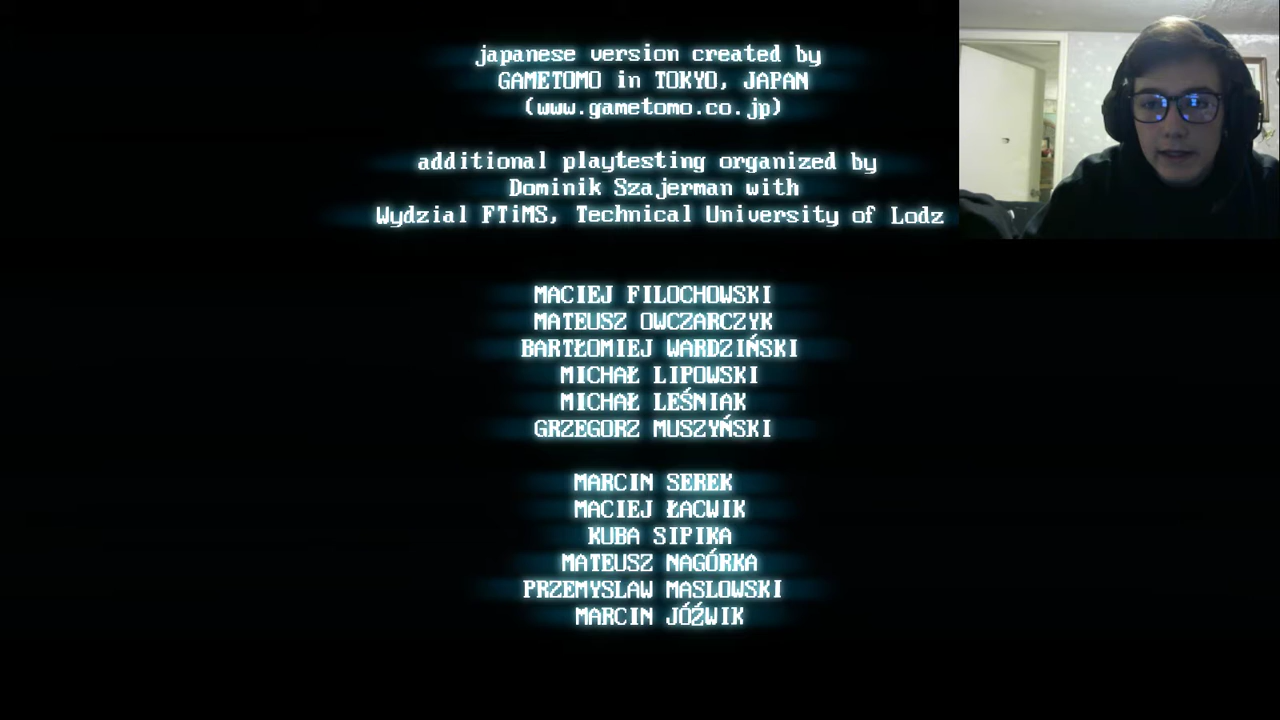 japanese version created by
GAMETOMO in TOKYO, JAPAN
(www.gametomo.co.jp)
additional playtesting organized by
Dominik Szajerman with
Wydzial FTiMS, Technical University of Lodz
MACIEJ FILOCHOWSKI
MATEUSZ OWCZARCZYK
BARTŁOMIEJ WARDZIŃSKI
MICHAŁ LIPOWSKI
MICHAŁ LEŚNIAK
GRZEGORZ MUSZYŃSKI
MARCIN SEREK
MACIEJ ŁACWIK
KUBA SIPIKA
MATEUSZ NAGÓRKA
PRZEMYSLAW MASLOWSKI
MARCIN JÓŹWIK